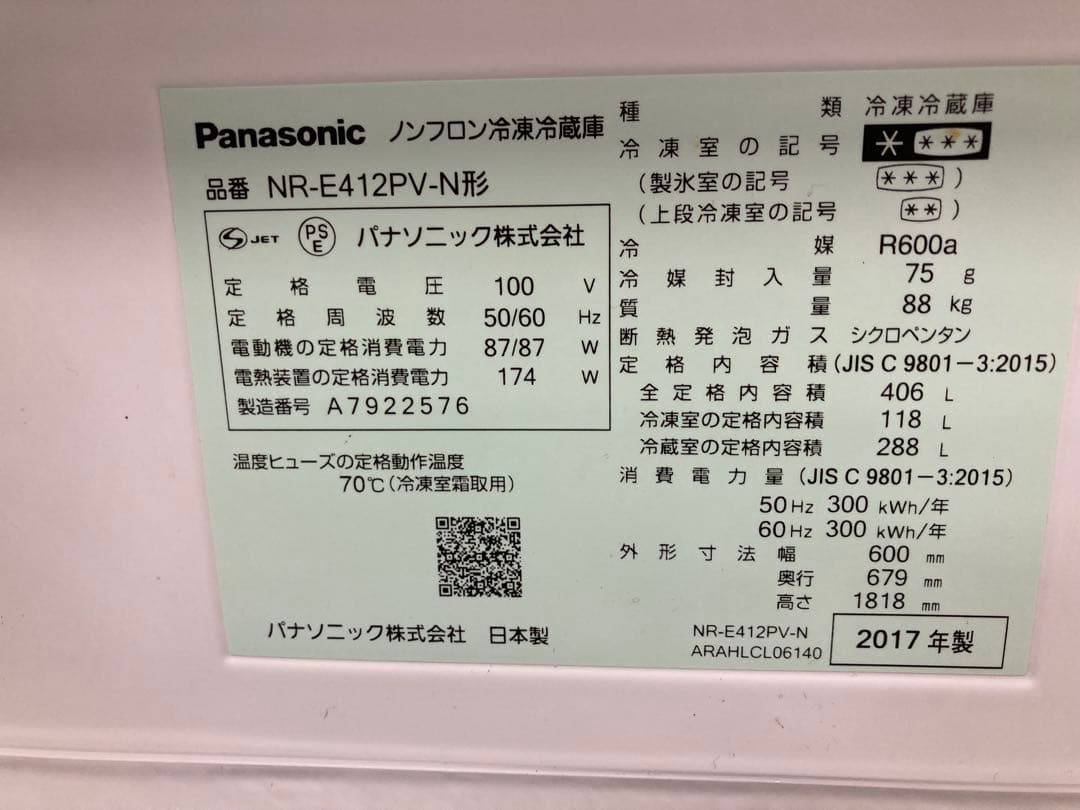 Panasonic ノンフロン冷凍冷蔵庫
品番 NR-E412PV-N形
S JET PS E パナソニック株式会社
定格電圧 100 V
定格周波数 50/60 Hz
電動機の定格消費電力 87/87 W
電熱装置の定格消費電力 174 W
製造番号 A7922576
温度ヒューズの定格動作温度
70℃(冷凍室霜取用)
パナソニック株式会社 日本製
種類 冷凍冷蔵庫
冷凍室の記号 * ***
(製氷室の記号 ***)
(上段冷凍室の記号 **)
冷媒 R600a
冷媒封入量 75 g
質量 88 kg
断熱発泡ガス シクロペンタン
定格内容積(JIS C 9801-3:2015)
全定格内容積 406 L
冷凍室の定格内容積 118 L
冷蔵室の定格内容積 288 L
消費電力量(JIS C 9801-3:2015)
50Hz 300 kWh/年
60Hz 300 kWh/年
外形寸法幅 600 mm
奥行 679 mm
高さ 1818 mm
NR-E412PV-N
ARAHLCL06140
2017年製